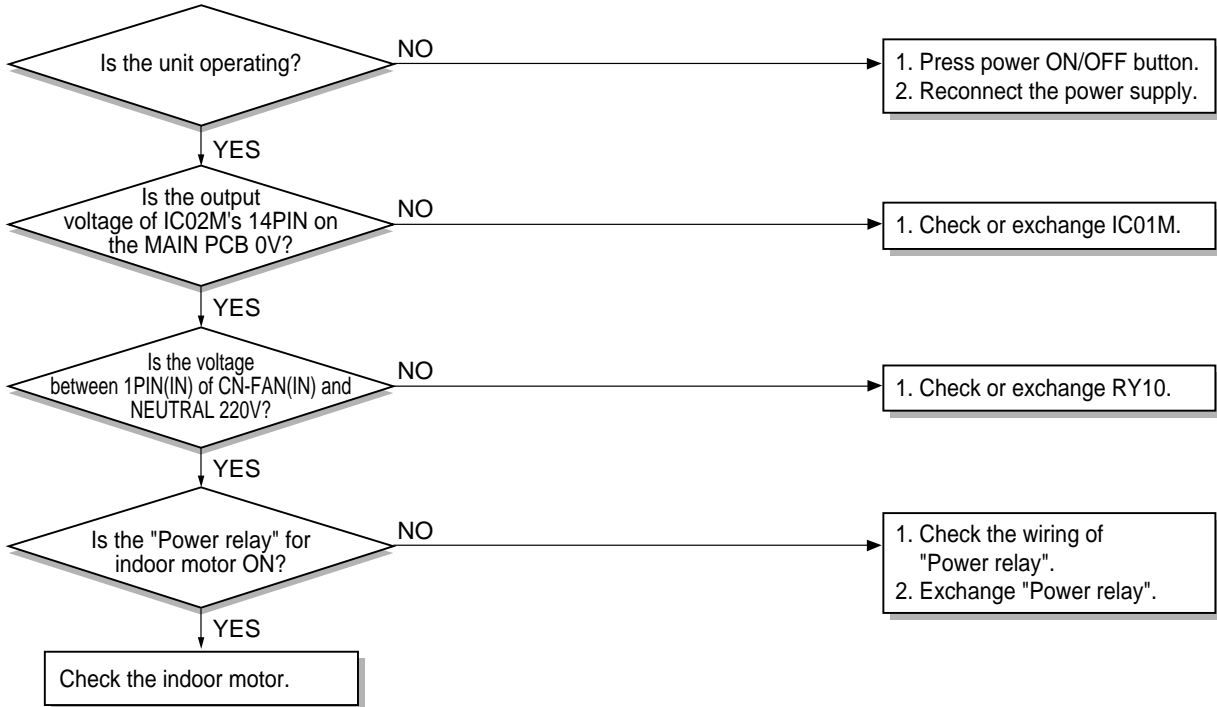 Is the unit operating?
NO
1. Press power ON/OFF button.
2. Reconnect the power supply.
YES
Is the output
voltage of IC02M's 14PIN on
the MAIN PCB 0V?
NO
1. Check or exchange IC01M.
YES
Is the voltage
between 1PIN(IN) of CN-FAN(IN) and
NEUTRAL 220V?
NO
1. Check or exchange RY10.
YES
Is the "Power relay" for
indoor motor ON?
NO
1. Check the wiring of
"Power relay".
2. Exchange "Power relay".
YES
Check the indoor motor.